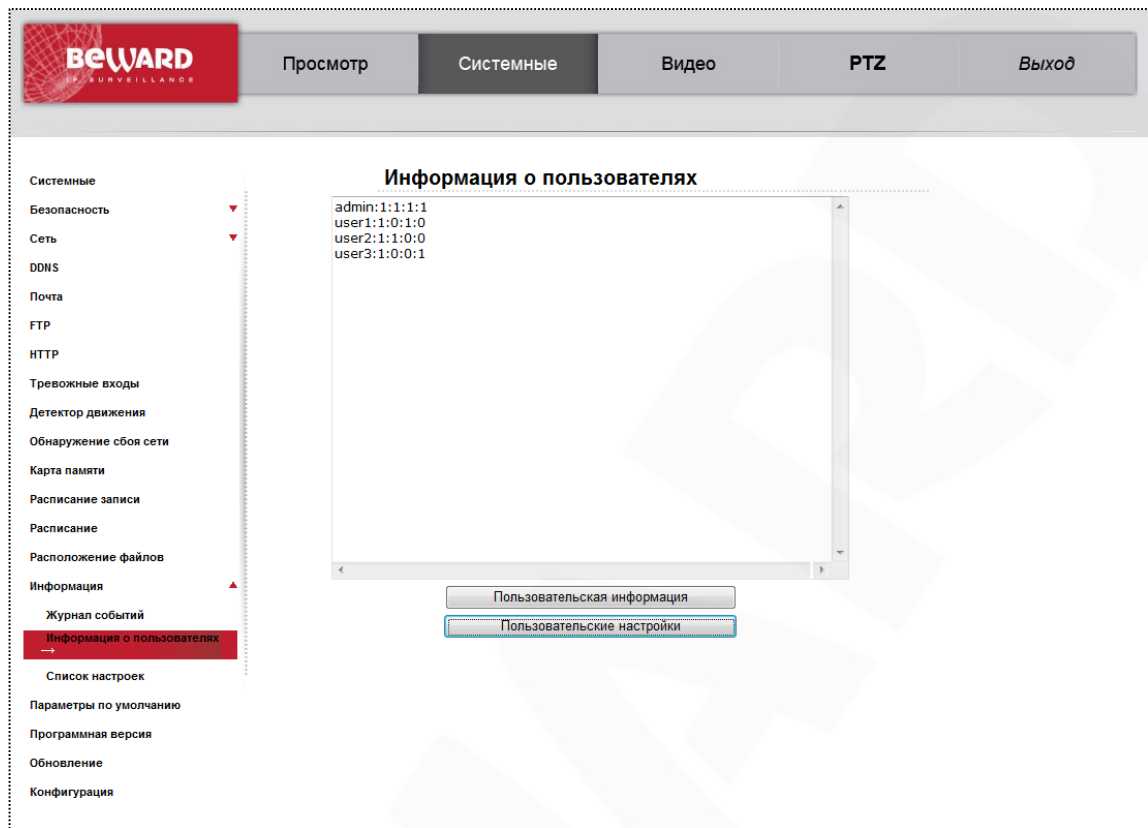 BEWARD
IP SURVEILLANCE
Просмотр
Системные
Видео
PTZ
Выход
Системные
Безопасность
Сеть
DDNS
Почта
FTP
HTTP
Тревожные входы
Детектор движения
Обнаружение сбоя сети
Карта памяти
Расписание записи
Расписание
Расположение файлов
Информация
Журнал событий
Информация о пользователях
→
Список настроек
Параметры по умолчанию
Программная версия
Обновление
Конфигурация
Информация о пользователях
admin:1:1:1:1
user1:1:0:1:0
user2:1:1:0:0
user3:1:0:0:1
Пользовательская информация
Пользовательские настройки